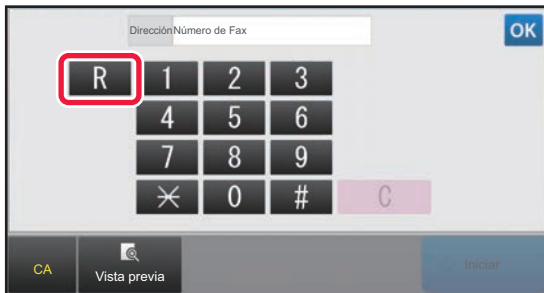 Dirección Número de Fax
OK
R 1 2 3
4 5 6
7 8 9
* 0 # C
CA
Vista previa
Iniciar